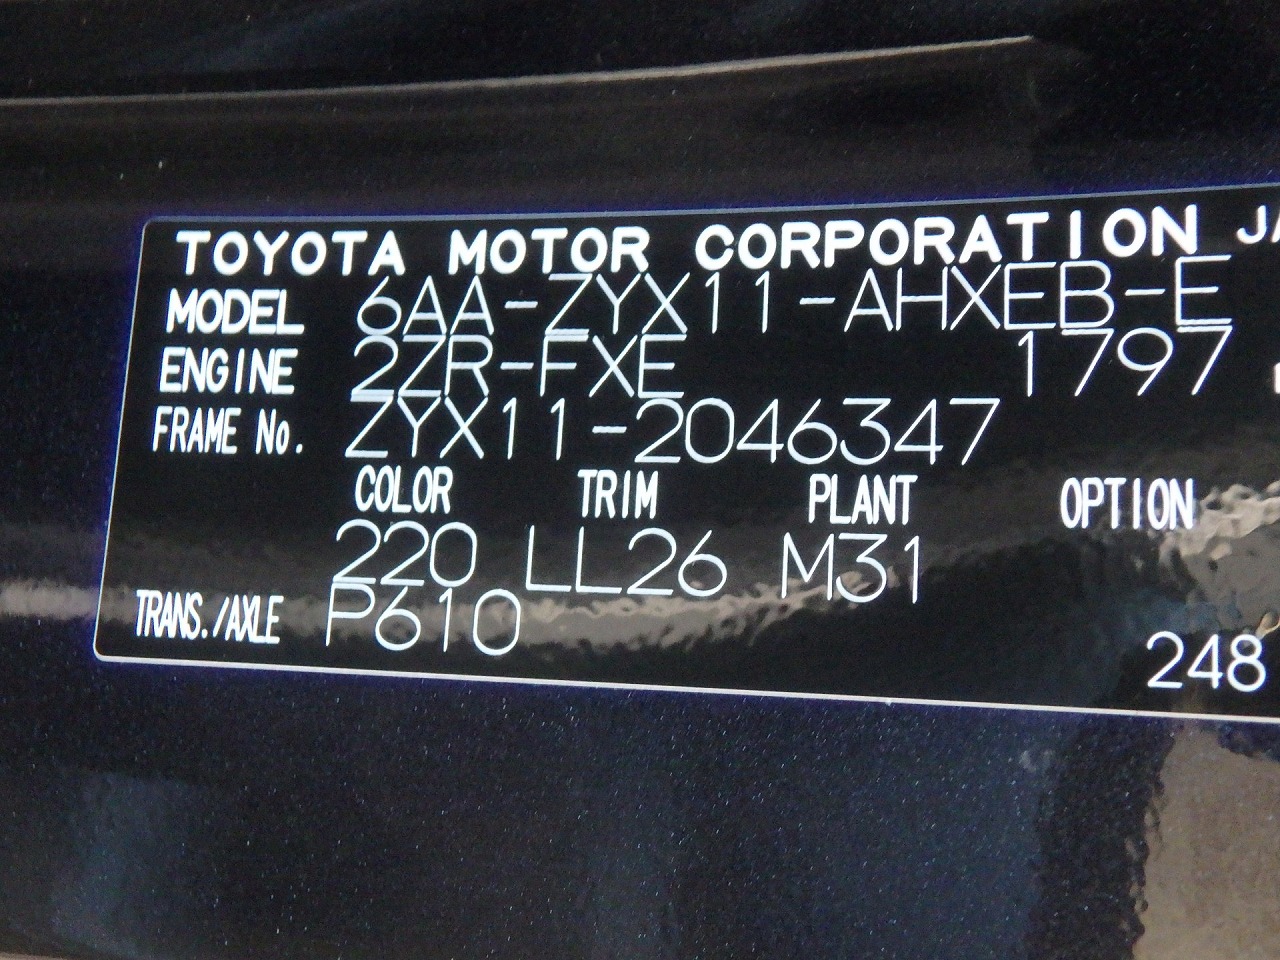 TOYOTA MOTOR CORPORATION JA
MODEL 6AA-ZYX11-AHXEB-E
ENGINE 2ZR-FXE 1797
FRAME No. ZYX11-2046347
COLOR TRIM PLANT OPTION
220 LL26 M31
TRANS./AXLE P610
248